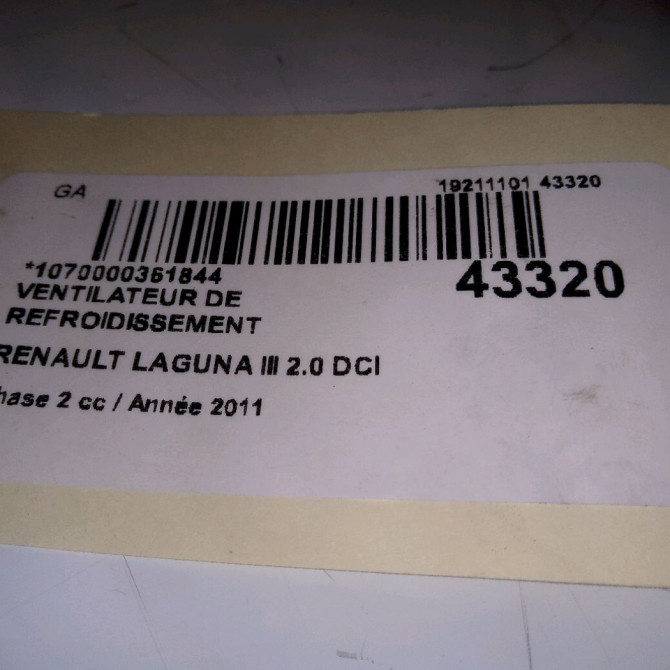 GA
19211101 43320
*1070000361844
43320
VENTILATEUR DE
REFROIDISSEMENT
RENAULT LAGUNA III 2.0 DCI
hase 2 cc / Année 2011